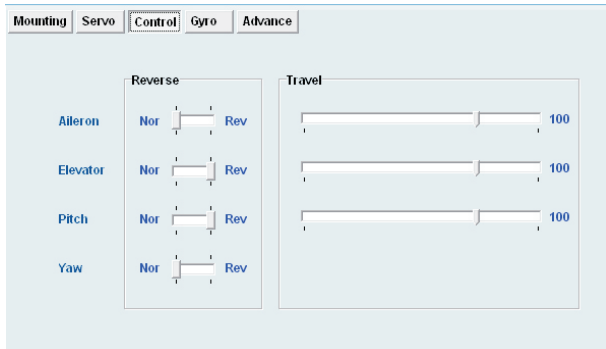 Mounting Servo Control Gyro Advance
Reverse Travel
Aileron Nor Rev 100
Elevator Nor Rev 100
Pitch Nor Rev 100
Yaw Nor Rev